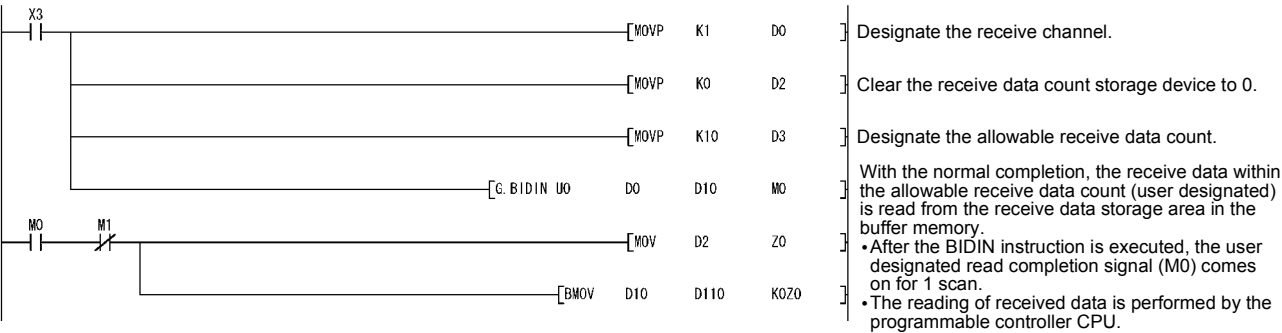 X3
[MOVP K1 D0 ] Designate the receive channel.
[MOVP K0 D2 ] Clear the receive data count storage device to 0.
[MOVP K10 D3 ] Designate the allowable receive data count.
[G.BIDIN U0 D0 D10 M0 ]
With the normal completion, the receive data within
the allowable receive data count (user designated)
is read from the receive data storage area in the
buffer memory.
M0 M1
[MOV D2 Z0 ]
•After the BIDIN instruction is executed, the user
designated read completion signal (M0) comes
on for 1 scan.
[BMOV D10 D110 K0Z0 ]
•The reading of received data is performed by the
programmable controller CPU.